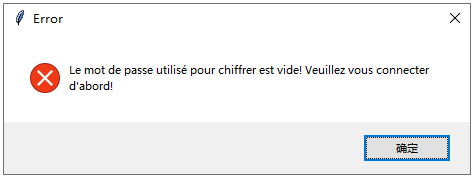 Error
Le mot de passe utilisé pour chiffrer est vide! Veuillez vous connecter
d'abord!
确定